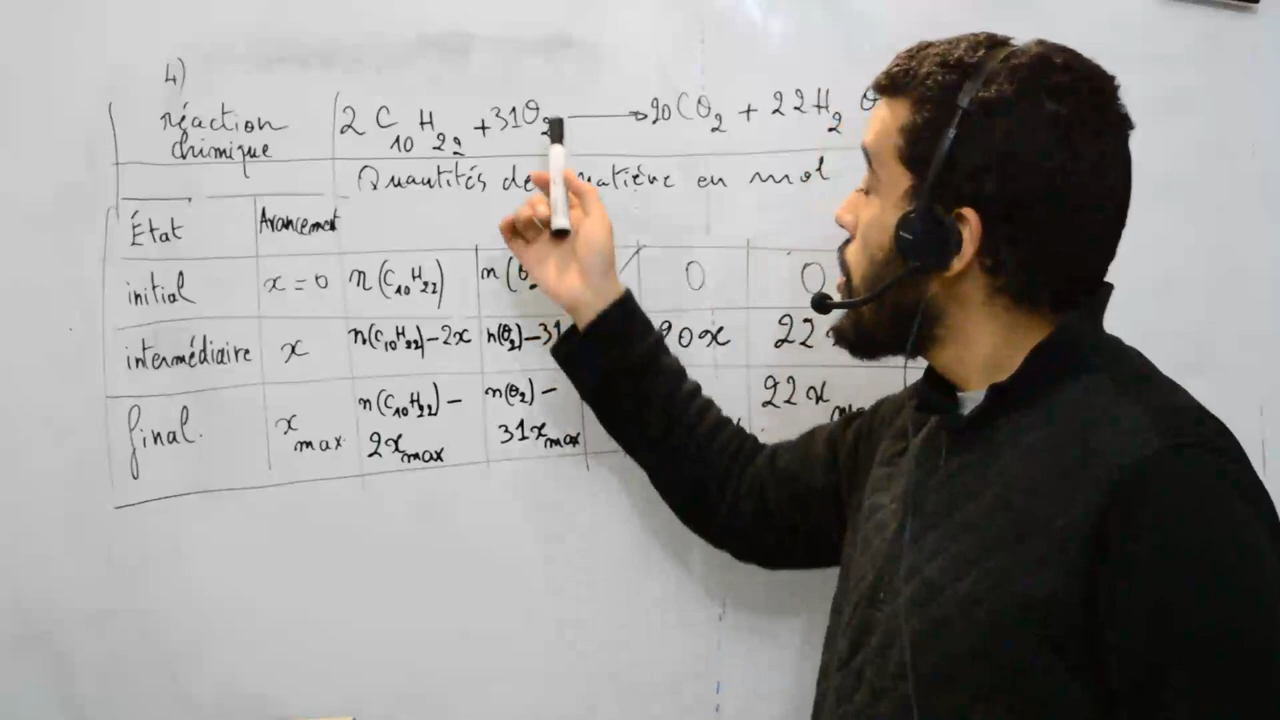 4)
réaction chimique 2 C10H22 + 31O2 → 20CO2 + 22H2
Quantités de matière en mol
État Avancement
initial x = 0 n(C10H22) n(O2 0 0
intermédiaire x n(C10H22) - 2x n(O2) - 31 20x 22
final. xmax. n(C10H22) - 2xmax n(O2) - 31xmax 22x